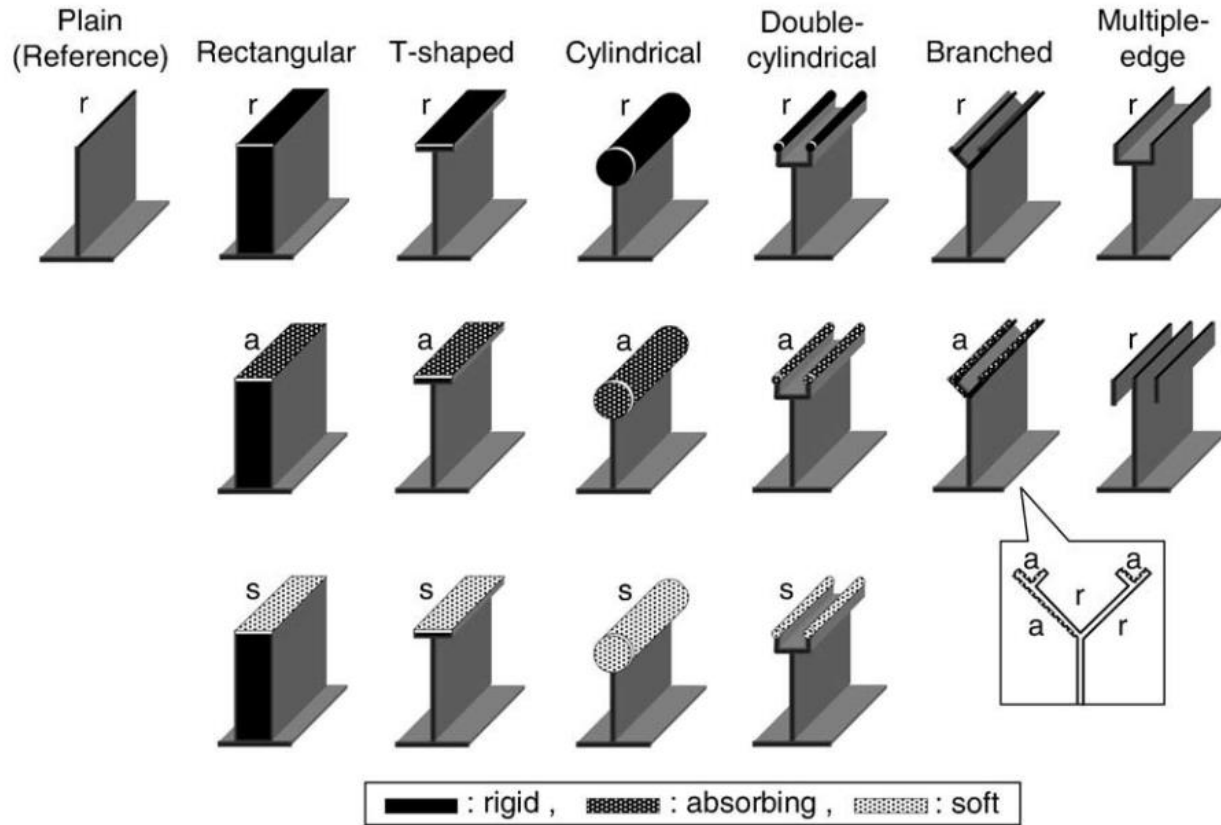 Plain
(Reference)
Rectangular
T-shaped
Cylindrical
Double-
cylindrical
Branched
Multiple-
edge
r
r
r
r
r
r
r
a
a
a
a
a
r
s
s
s
s
a
a
r
a
r
: rigid , : absorbing , : soft